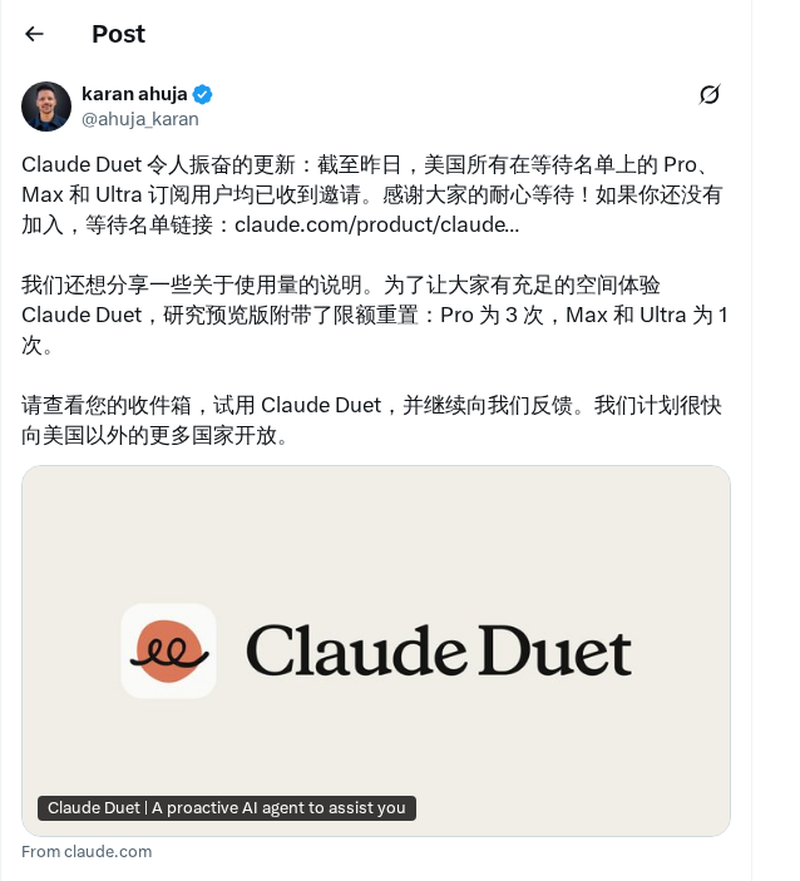 Post
karan ahuja
@ahuja_karan
Claude Duet 令人振奋的更新：截至昨日，美国所有在等待名单上的 Pro、
Max 和 Ultra 订阅用户均已收到邀请。感谢大家的耐心等待！如果你还没有
加入，等待名单链接：claude.com/product/claude...
我们还想分享一些关于使用量的说明。为了让大家有充足的空间体验
Claude Duet，研究预览版附带了限额重置：Pro 为 3 次，Max 和 Ultra 为 1
次。
请查看您的收件箱，试用 Claude Duet，并继续向我们反馈。我们计划很快
向美国以外的更多国家开放。
Claude Duet
Claude Duet | A proactive AI agent to assist you
From claude.com